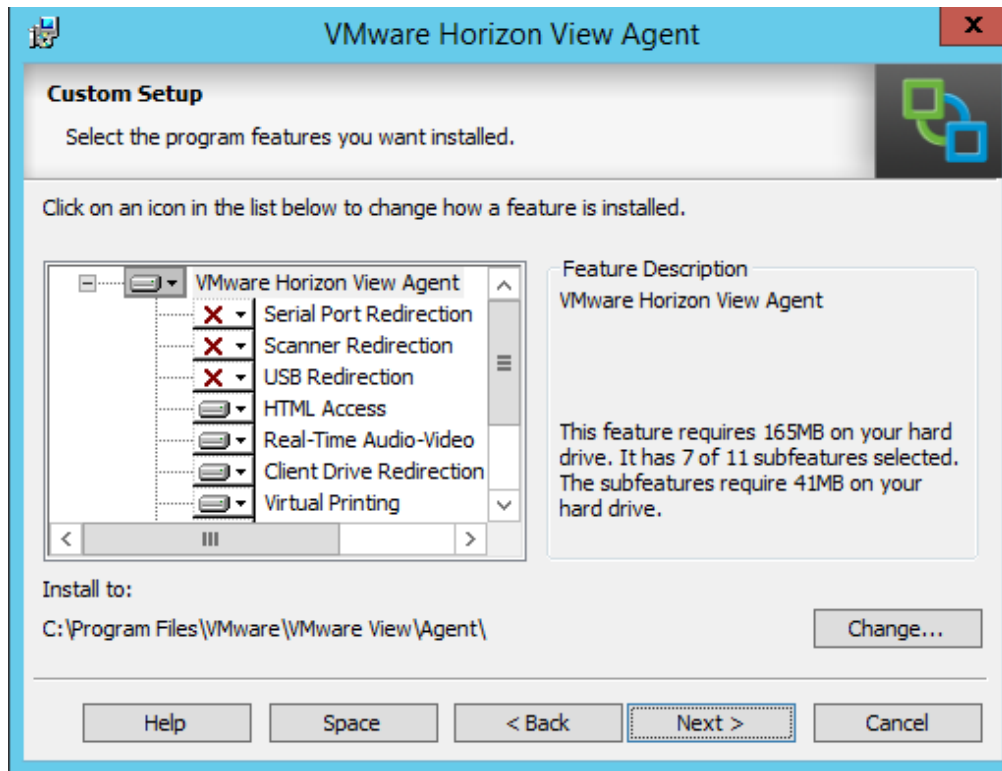 VMware Horizon View Agent
x
Custom Setup
Select the program features you want installed.
Click on an icon in the list below to change how a feature is installed.
VMware Horizon View Agent
Serial Port Redirection
Scanner Redirection
USB Redirection
HTML Access
Real-Time Audio-Video
Client Drive Redirection
Virtual Printing
Feature Description
VMware Horizon View Agent
This feature requires 165MB on your hard
drive. It has 7 of 11 subfeatures selected.
The subfeatures require 41MB on your
hard drive.
Install to:
C:\Program Files\VMware\VMware View\Agent\
Change...
Help
Space
< Back
Next >
Cancel